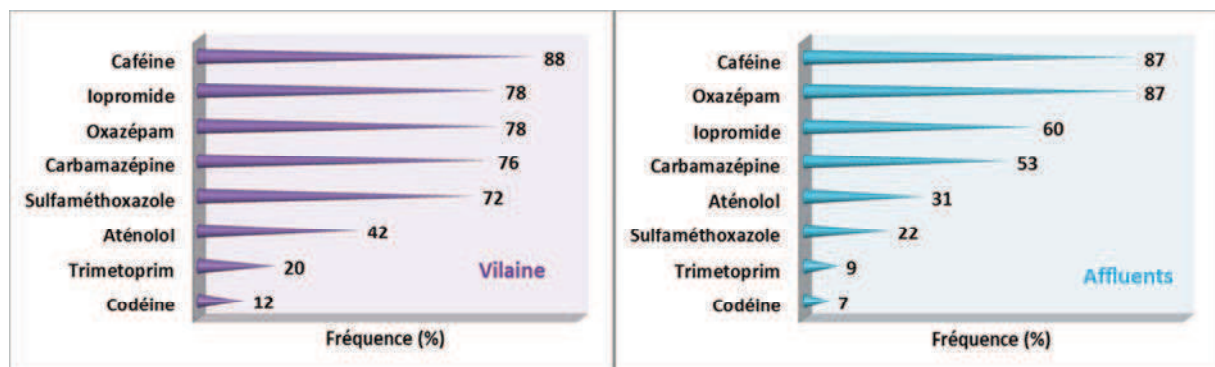 Caféine 88
Iopromide 78
Oxazépam 78
Carbamazépine 76
Sulfaméthoxazole 72
Aténolol 42
Trimetoprim 20
Codéine 12
Vilaine
Fréquence (%)
Caféine 87
Oxazépam 87
Iopromide 60
Carbamazépine 53
Aténolol 31
Sulfaméthoxazole 22
Trimetoprim 9
Codéine 7
Affluents
Fréquence (%)